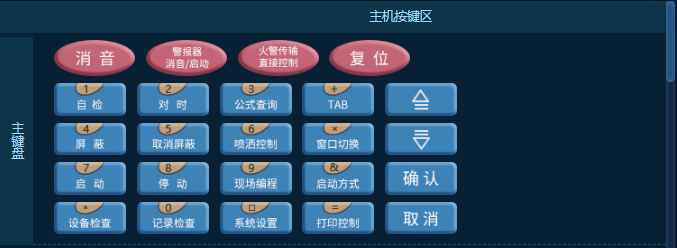 主机按键区
主键盘
消 音
警报器
消音/启动
火警传输
直接控制
复 位
1
自 检
2
对 时
3
公式查询
+
TAB
4
屏 蔽
5
取消屏蔽
6
喷洒控制
×
窗口切换
7
启 动
8
停 动
9
现场编程
&
启动方式
确 认
*
设备检查
0
记录检查
□
系统设置
=
打印控制
取 消